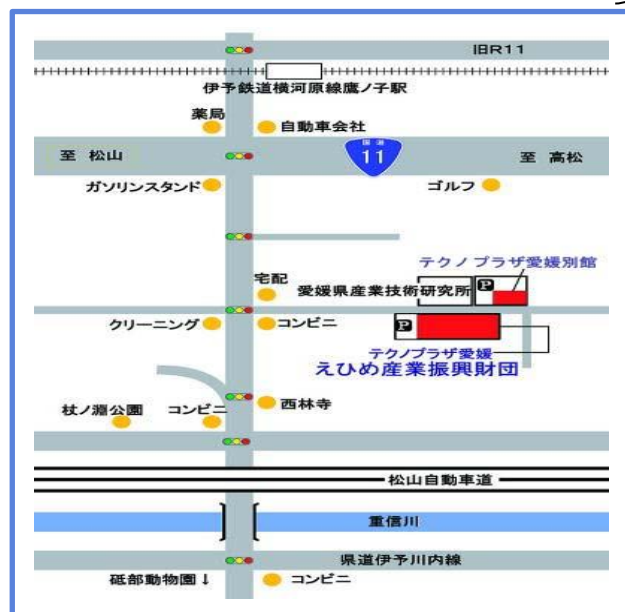 旧R11
伊予鉄道横河原線鷹ノ子駅
薬局
自動車会社
至 松山
国道
11
至 高松
ガソリンスタンド
ゴルフ
テクノプラザ愛媛別館
宅配
愛媛県産業技術研究所
P
クリーニング
コンビニ
P
テクノプラザ愛媛
えひめ産業振興財団
杖ノ淵公園
コンビニ
西林寺
松山自動車道
重信川
県道伊予川内線
砥部動物園↓
コンビニ